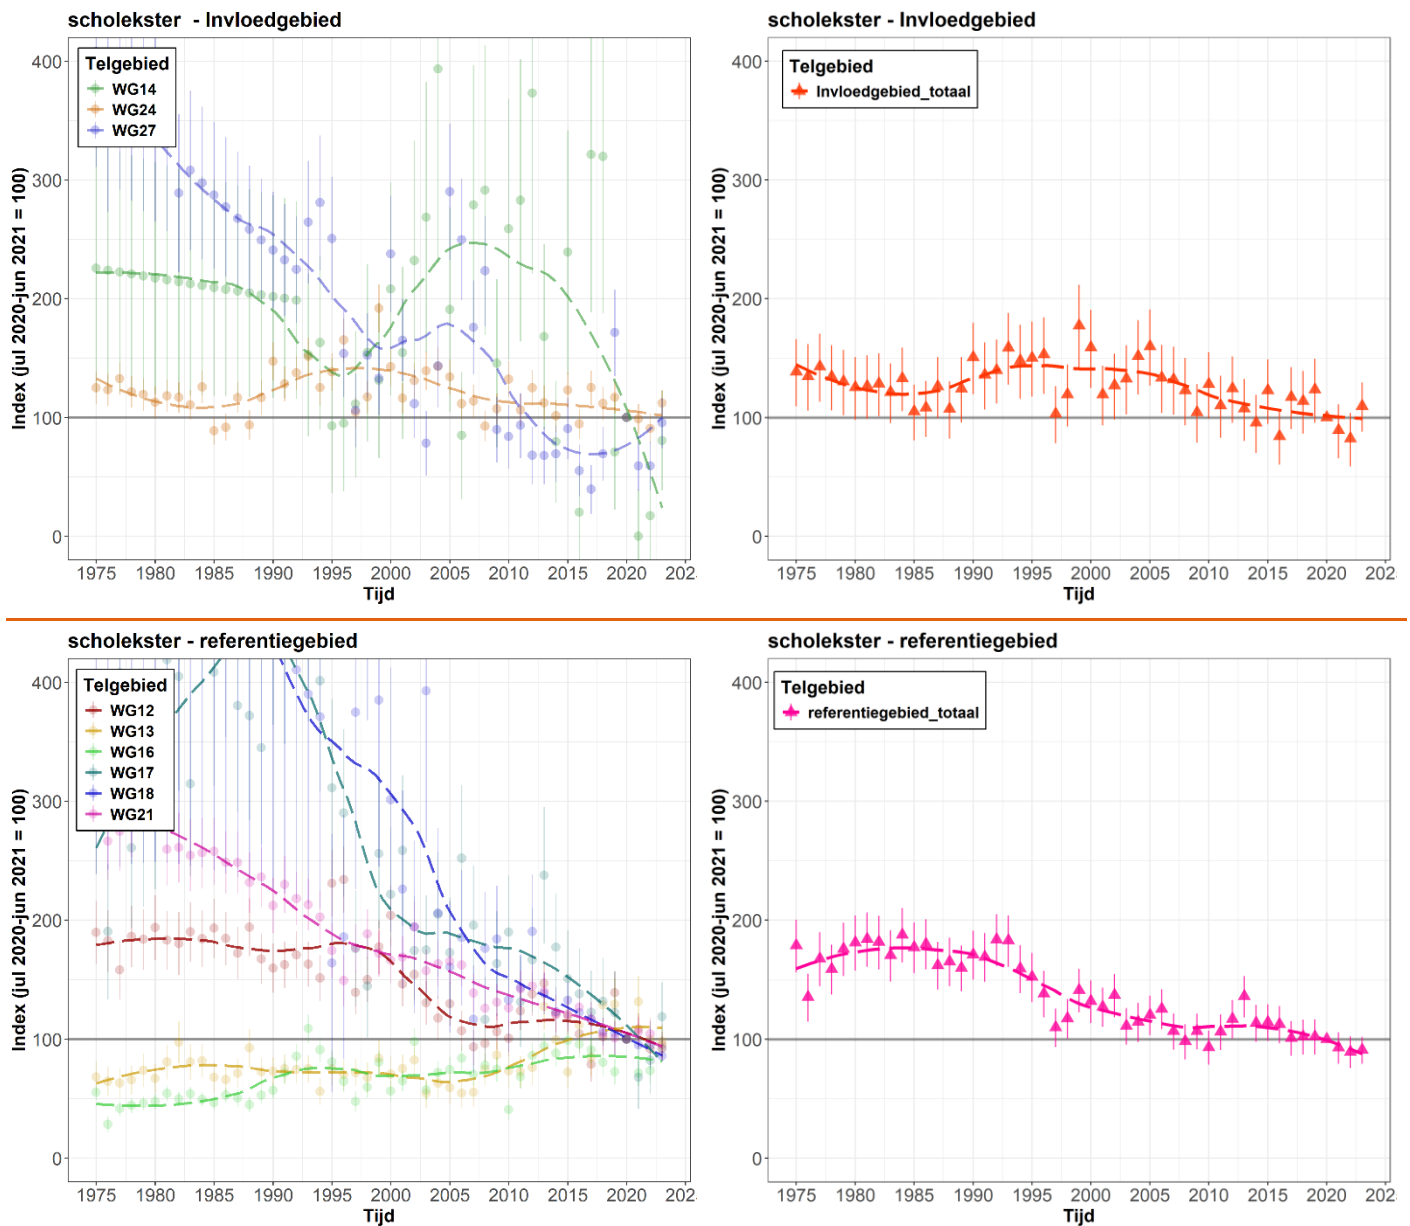 scholekster - Invloedgebied
Index (jul 2020-jun 2021 = 100)
400
300
200
100
0
Telgebied
WG14
WG24
WG27
1975 1980 1985 1990 1995 2000 2005 2010 2015 2020 202
Tijd
scholekster - Invloedgebied
Index (jul 2020-jun 2021 = 100)
400
300
200
100
0
Telgebied
Invloedgebied_totaal
1975 1980 1985 1990 1995 2000 2005 2010 2015 2020 202
Tijd
scholekster - referentiegebied
Index (jul 2020-jun 2021 = 100)
400
300
200
100
0
Telgebied
WG12
WG13
WG16
WG17
WG18
WG21
1975 1980 1985 1990 1995 2000 2005 2010 2015 2020 202
Tijd
scholekster - referentiegebied
Index (jul 2020-jun 2021 = 100)
400
300
200
100
0
Telgebied
referentiegebied_totaal
1975 1980 1985 1990 1995 2000 2005 2010 2015 2020 202
Tijd